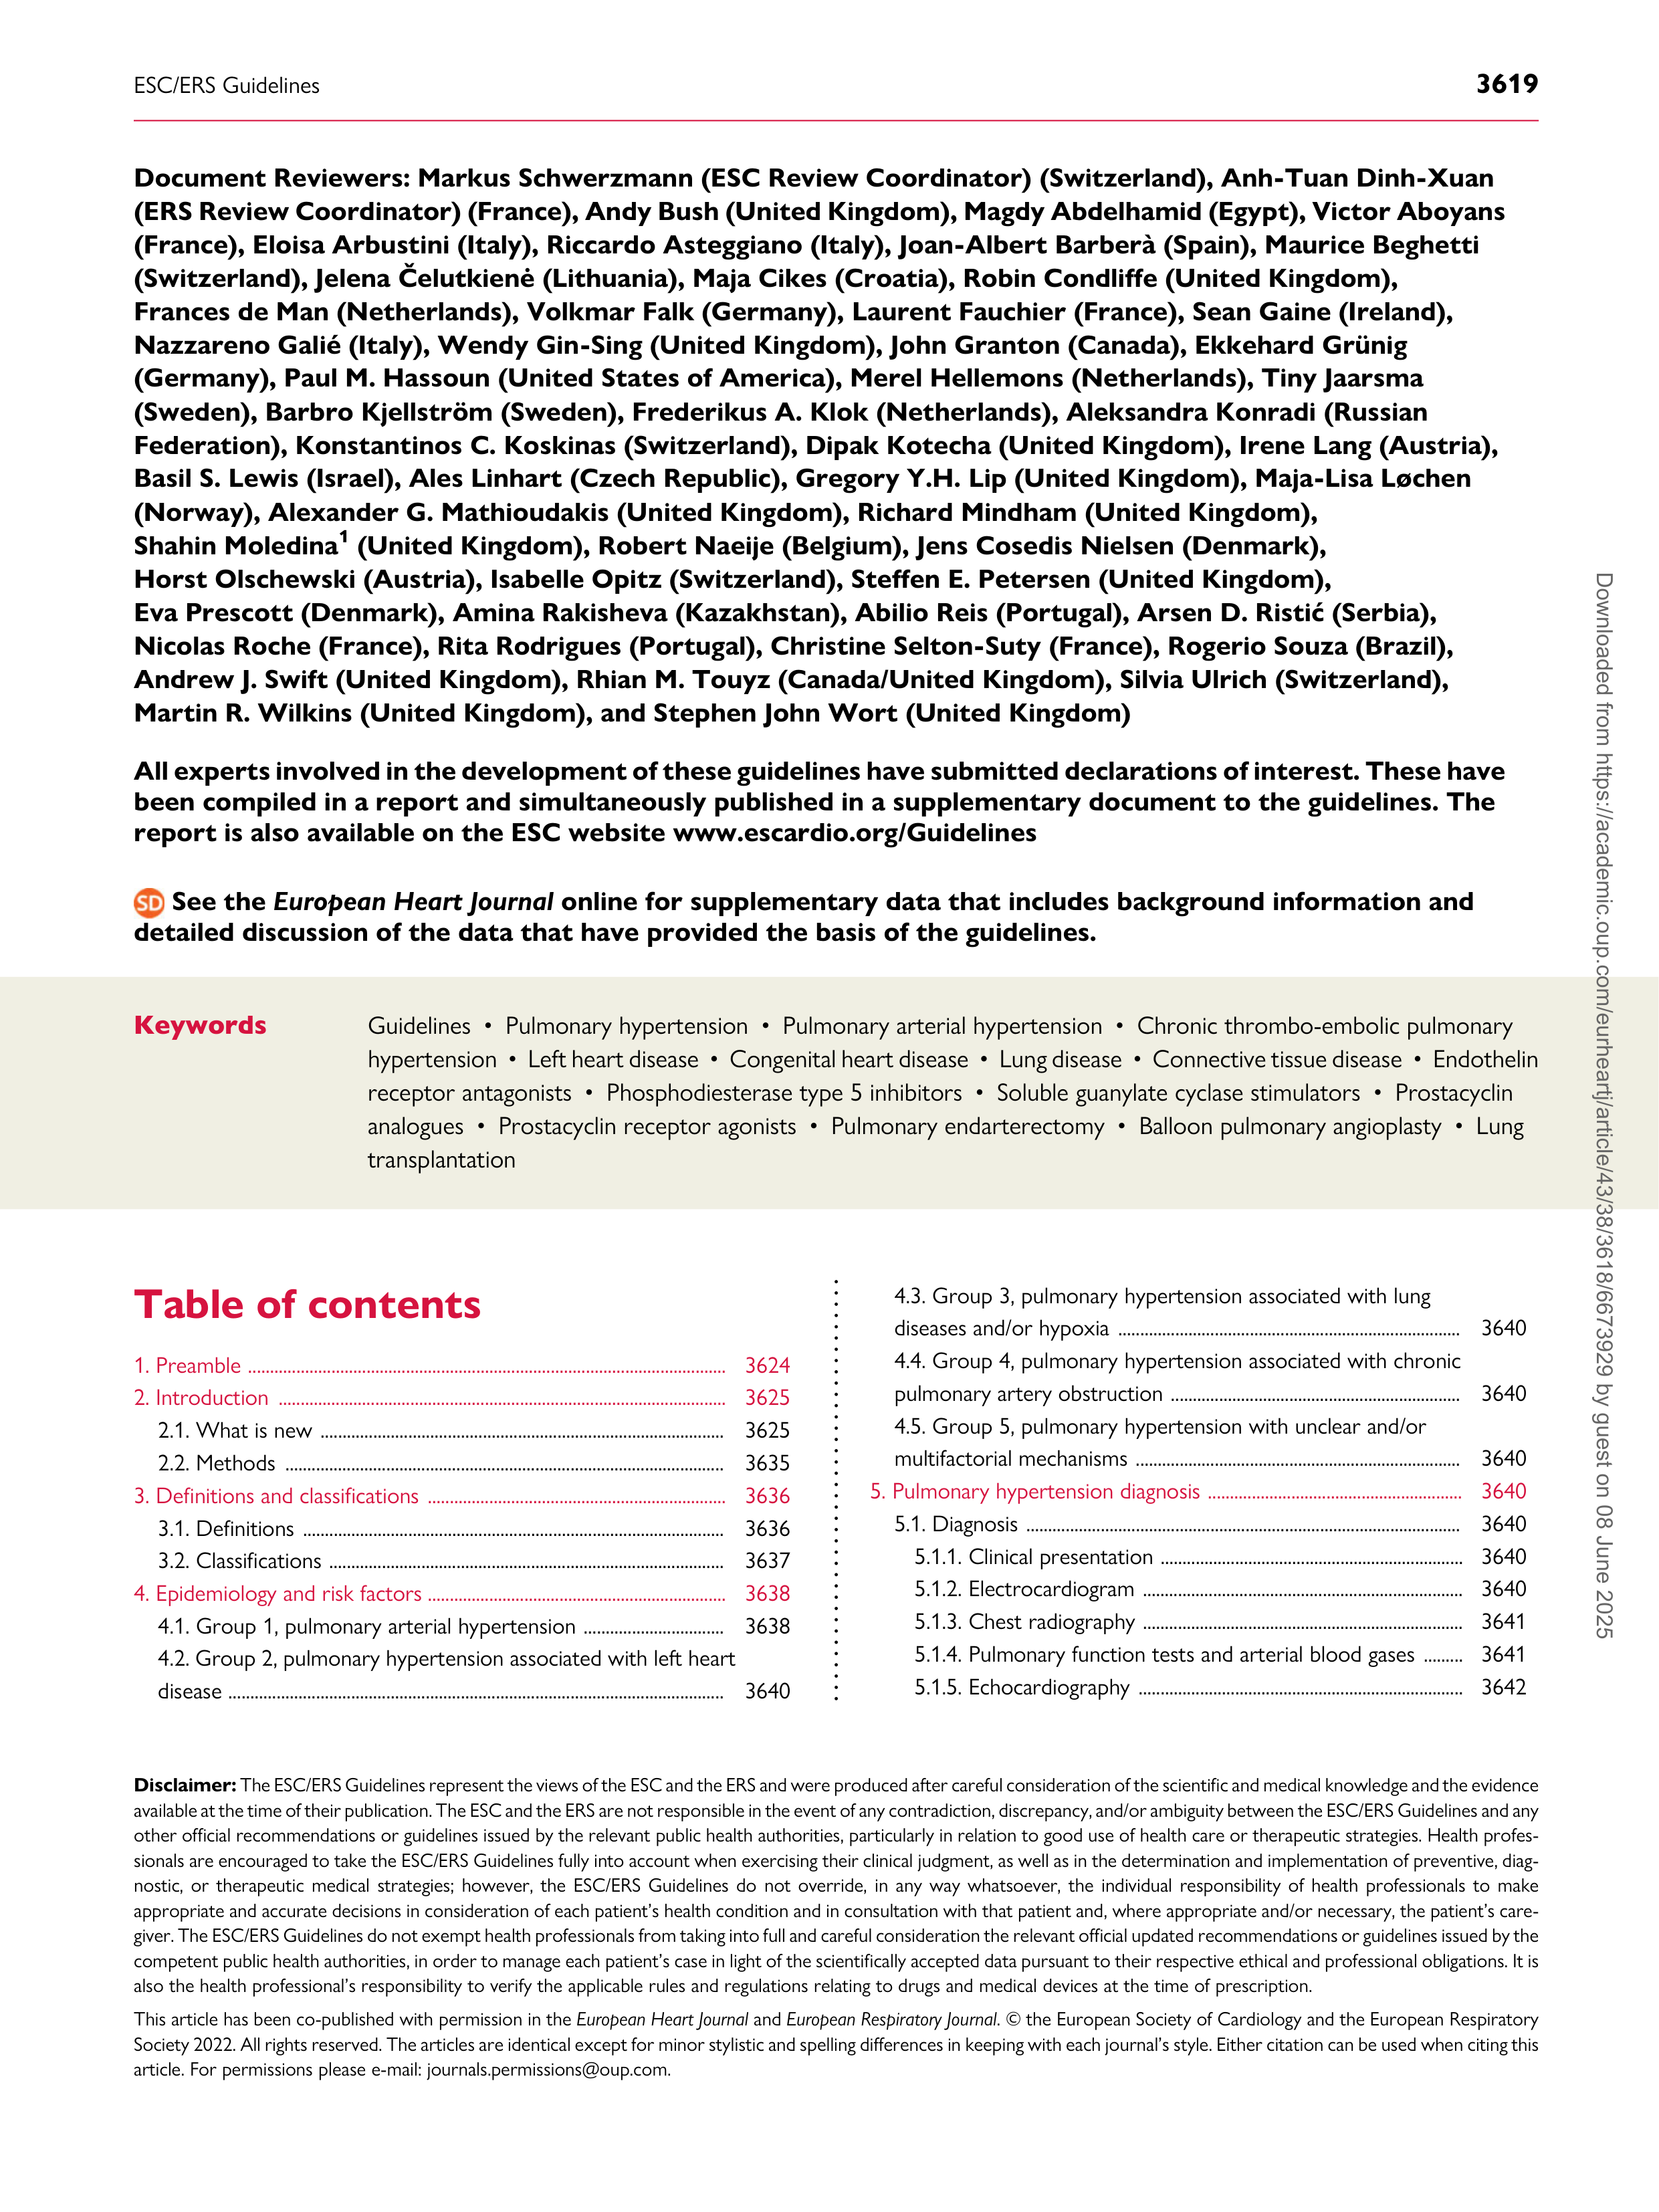 ESC/ERS Guidelines
3619
Document Reviewers: Markus Schwerzmann (ESC Review Coordinator) (Switzerland), Anh-Tuan Dinh-Xuan
(ERS Review Coordinator) (France), Andy Bush (United Kingdom), Magdy Abdelhamid (Egypt), Victor Aboyans
(France), Eloisa Arbustini (Italy), Riccardo Asteggiano (Italy), Joan-Albert Barberà (Spain), Maurice Beghetti
(Switzerland), Jelena Čelutkienė (Lithuania), Maja Cikes (Croatia), Robin Condliffe (United Kingdom),
Frances de Man (Netherlands), Volkmar Falk (Germany), Laurent Fauchier (France), Sean Gaine (Ireland),
Nazzareno Galié (Italy), Wendy Gin-Sing (United Kingdom), John Granton (Canada), Ekkehard Grünig
(Germany), Paul M. Hassoun (United States of America), Merel Hellemons (Netherlands), Tiny Jaarsma
(Sweden), Barbro Kjellström (Sweden), Frederikus A. Klok (Netherlands), Aleksandra Konradi (Russian
Federation), Konstantinos C. Koskinas (Switzerland), Dipak Kotecha (United Kingdom), Irene Lang (Austria),
Basil S. Lewis (Israel), Ales Linhart (Czech Republic), Gregory Y.H. Lip (United Kingdom), Maja-Lisa Løchen
(Norway), Alexander G. Mathioudakis (United Kingdom), Richard Mindham (United Kingdom),
Shahin Moledina¹ (United Kingdom), Robert Naeije (Belgium), Jens Cosedis Nielsen (Denmark),
Horst Olschewski (Austria), Isabelle Opitz (Switzerland), Steffen E. Petersen (United Kingdom),
Eva Prescott (Denmark), Amina Rakisheva (Kazakhstan), Abilio Reis (Portugal), Arsen D. Ristić (Serbia),
Nicolas Roche (France), Rita Rodrigues (Portugal), Christine Selton-Suty (France), Rogerio Souza (Brazil),
Andrew J. Swift (United Kingdom), Rhian M. Touyz (Canada/United Kingdom), Silvia Ulrich (Switzerland),
Martin R. Wilkins (United Kingdom), and Stephen John Wort (United Kingdom)
All experts involved in the development of these guidelines have submitted declarations of interest. These have
been compiled in a report and simultaneously published in a supplementary document to the guidelines. The
report is also available on the ESC website www.escardio.org/Guidelines
SD See the European Heart Journal online for supplementary data that includes background information and
detailed discussion of the data that have provided the basis of the guidelines.
Keywords
Guidelines • Pulmonary hypertension • Pulmonary arterial hypertension • Chronic thrombo-embolic pulmonary
hypertension • Left heart disease • Congenital heart disease • Lung disease • Connective tissue disease • Endothelin
receptor antagonists • Phosphodiesterase type 5 inhibitors • Soluble guanylate cyclase stimulators • Prostacyclin
analogues • Prostacyclin receptor agonists • Pulmonary endarterectomy • Balloon pulmonary angioplasty • Lung
transplantation
Table of contents
1. Preamble ........ 3624
2. Introduction ........ 3625
2.1. What is new ........ 3625
2.2. Methods ........ 3635
3. Definitions and classifications ........ 3636
3.1. Definitions ........ 3636
3.2. Classifications ........ 3637
4. Epidemiology and risk factors ........ 3638
4.1. Group 1, pulmonary arterial hypertension ........ 3638
4.2. Group 2, pulmonary hypertension associated with left heart
disease ........ 3640
4.3. Group 3, pulmonary hypertension associated with lung
diseases and/or hypoxia ........ 3640
4.4. Group 4, pulmonary hypertension associated with chronic
pulmonary artery obstruction ........ 3640
4.5. Group 5, pulmonary hypertension with unclear and/or
multifactorial mechanisms ........ 3640
5. Pulmonary hypertension diagnosis ........ 3640
5.1. Diagnosis ........ 3640
5.1.1. Clinical presentation ........ 3640
5.1.2. Electrocardiogram ........ 3640
5.1.3. Chest radiography ........ 3641
5.1.4. Pulmonary function tests and arterial blood gases ........ 3641
5.1.5. Echocardiography ........ 3642
Disclaimer: The ESC/ERS Guidelines represent the views of the ESC and the ERS and were produced after careful consideration of the scientific and medical knowledge and the evidence
available at the time of their publication. The ESC and the ERS are not responsible in the event of any contradiction, discrepancy, and/or ambiguity between the ESC/ERS Guidelines and any
other official recommendations or guidelines issued by the relevant public health authorities, particularly in relation to good use of health care or therapeutic strategies. Health profes-
sionals are encouraged to take the ESC/ERS Guidelines fully into account when exercising their clinical judgment, as well as in the determination and implementation of preventive, diag-
nostic, or therapeutic medical strategies; however, the ESC/ERS Guidelines do not override, in any way whatsoever, the individual responsibility of health professionals to make
appropriate and accurate decisions in consideration of each patient's health condition and in consultation with that patient and, where appropriate and/or necessary, the patient's care-
giver. The ESC/ERS Guidelines do not exempt health professionals from taking into full and careful consideration the relevant official updated recommendations or guidelines issued by the
competent public health authorities, in order to manage each patient's case in light of the scientifically accepted data pursuant to their respective ethical and professional obligations. It is
also the health professional's responsibility to verify the applicable rules and regulations relating to drugs and medical devices at the time of prescription.
This article has been co-published with permission in the European Heart Journal and European Respiratory Journal. © the European Society of Cardiology and the European Respiratory
Society 2022. All rights reserved. The articles are identical except for minor stylistic and spelling differences in keeping with each journal's style. Either citation can be used when citing this
article. For permissions please e-mail: journals.permissions@oup.com.
Downloaded from https://academic.oup.com/eurheartj/article/43/38/3618/6673929 by guest on 08 June 2025